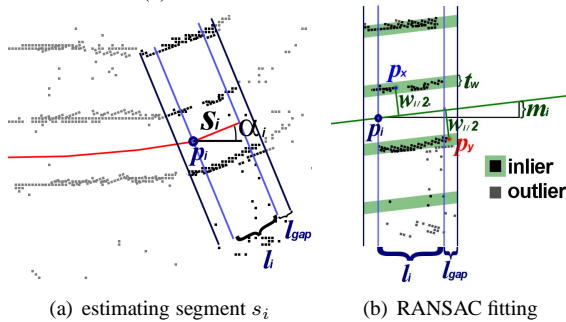 S_i α_i
p_i
l_gap
l_i
p_x
t_w
w_i/2
m_i
p_i
w_i/2
p_y
inlier
outlier
l_i
l_gap
(a) estimating segment s_i
(b) RANSAC fitting